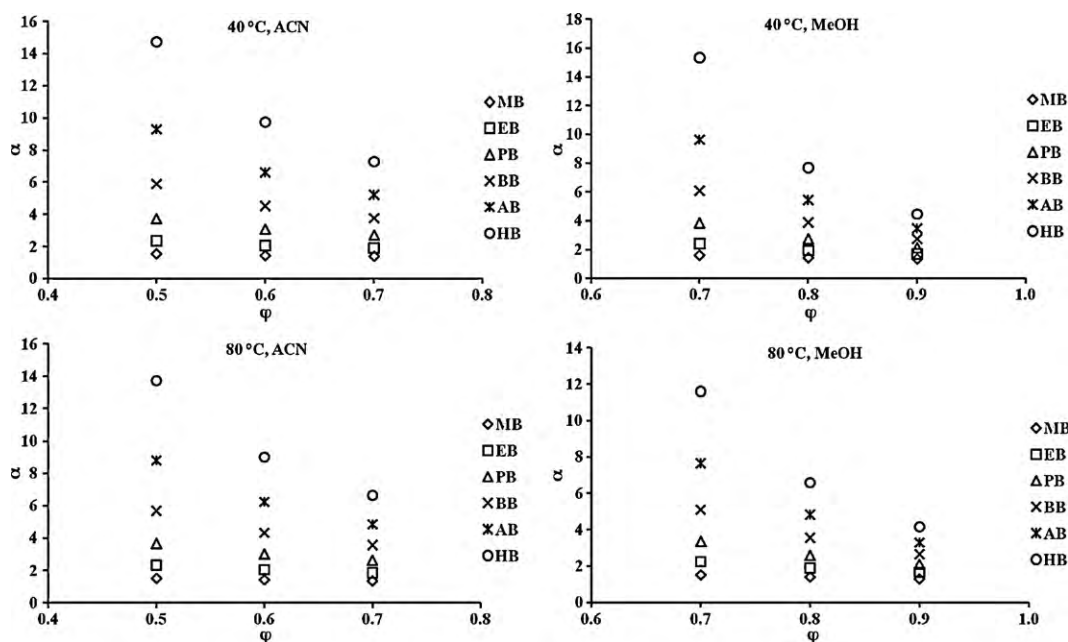 40 °C, ACN
α
16
14
12
10
8
6
4
2
0
0.4 0.5 0.6 0.7 0.8
φ
MB
EB
PB
BB
AB
HB
40 °C, MeOH
α
18
16
14
12
10
8
6
4
2
0
0.6 0.7 0.8 0.9 1.0
φ
MB
EB
PB
BB
AB
HB
80 °C, ACN
α
16
14
12
10
8
6
4
2
0
0.4 0.5 0.6 0.7 0.8
φ
MB
EB
PB
BB
AB
HB
80 °C, MeOH
α
14
12
10
8
6
4
2
0
0.6 0.7 0.8 0.9 1.0
φ
MB
EB
PB
BB
AB
HB